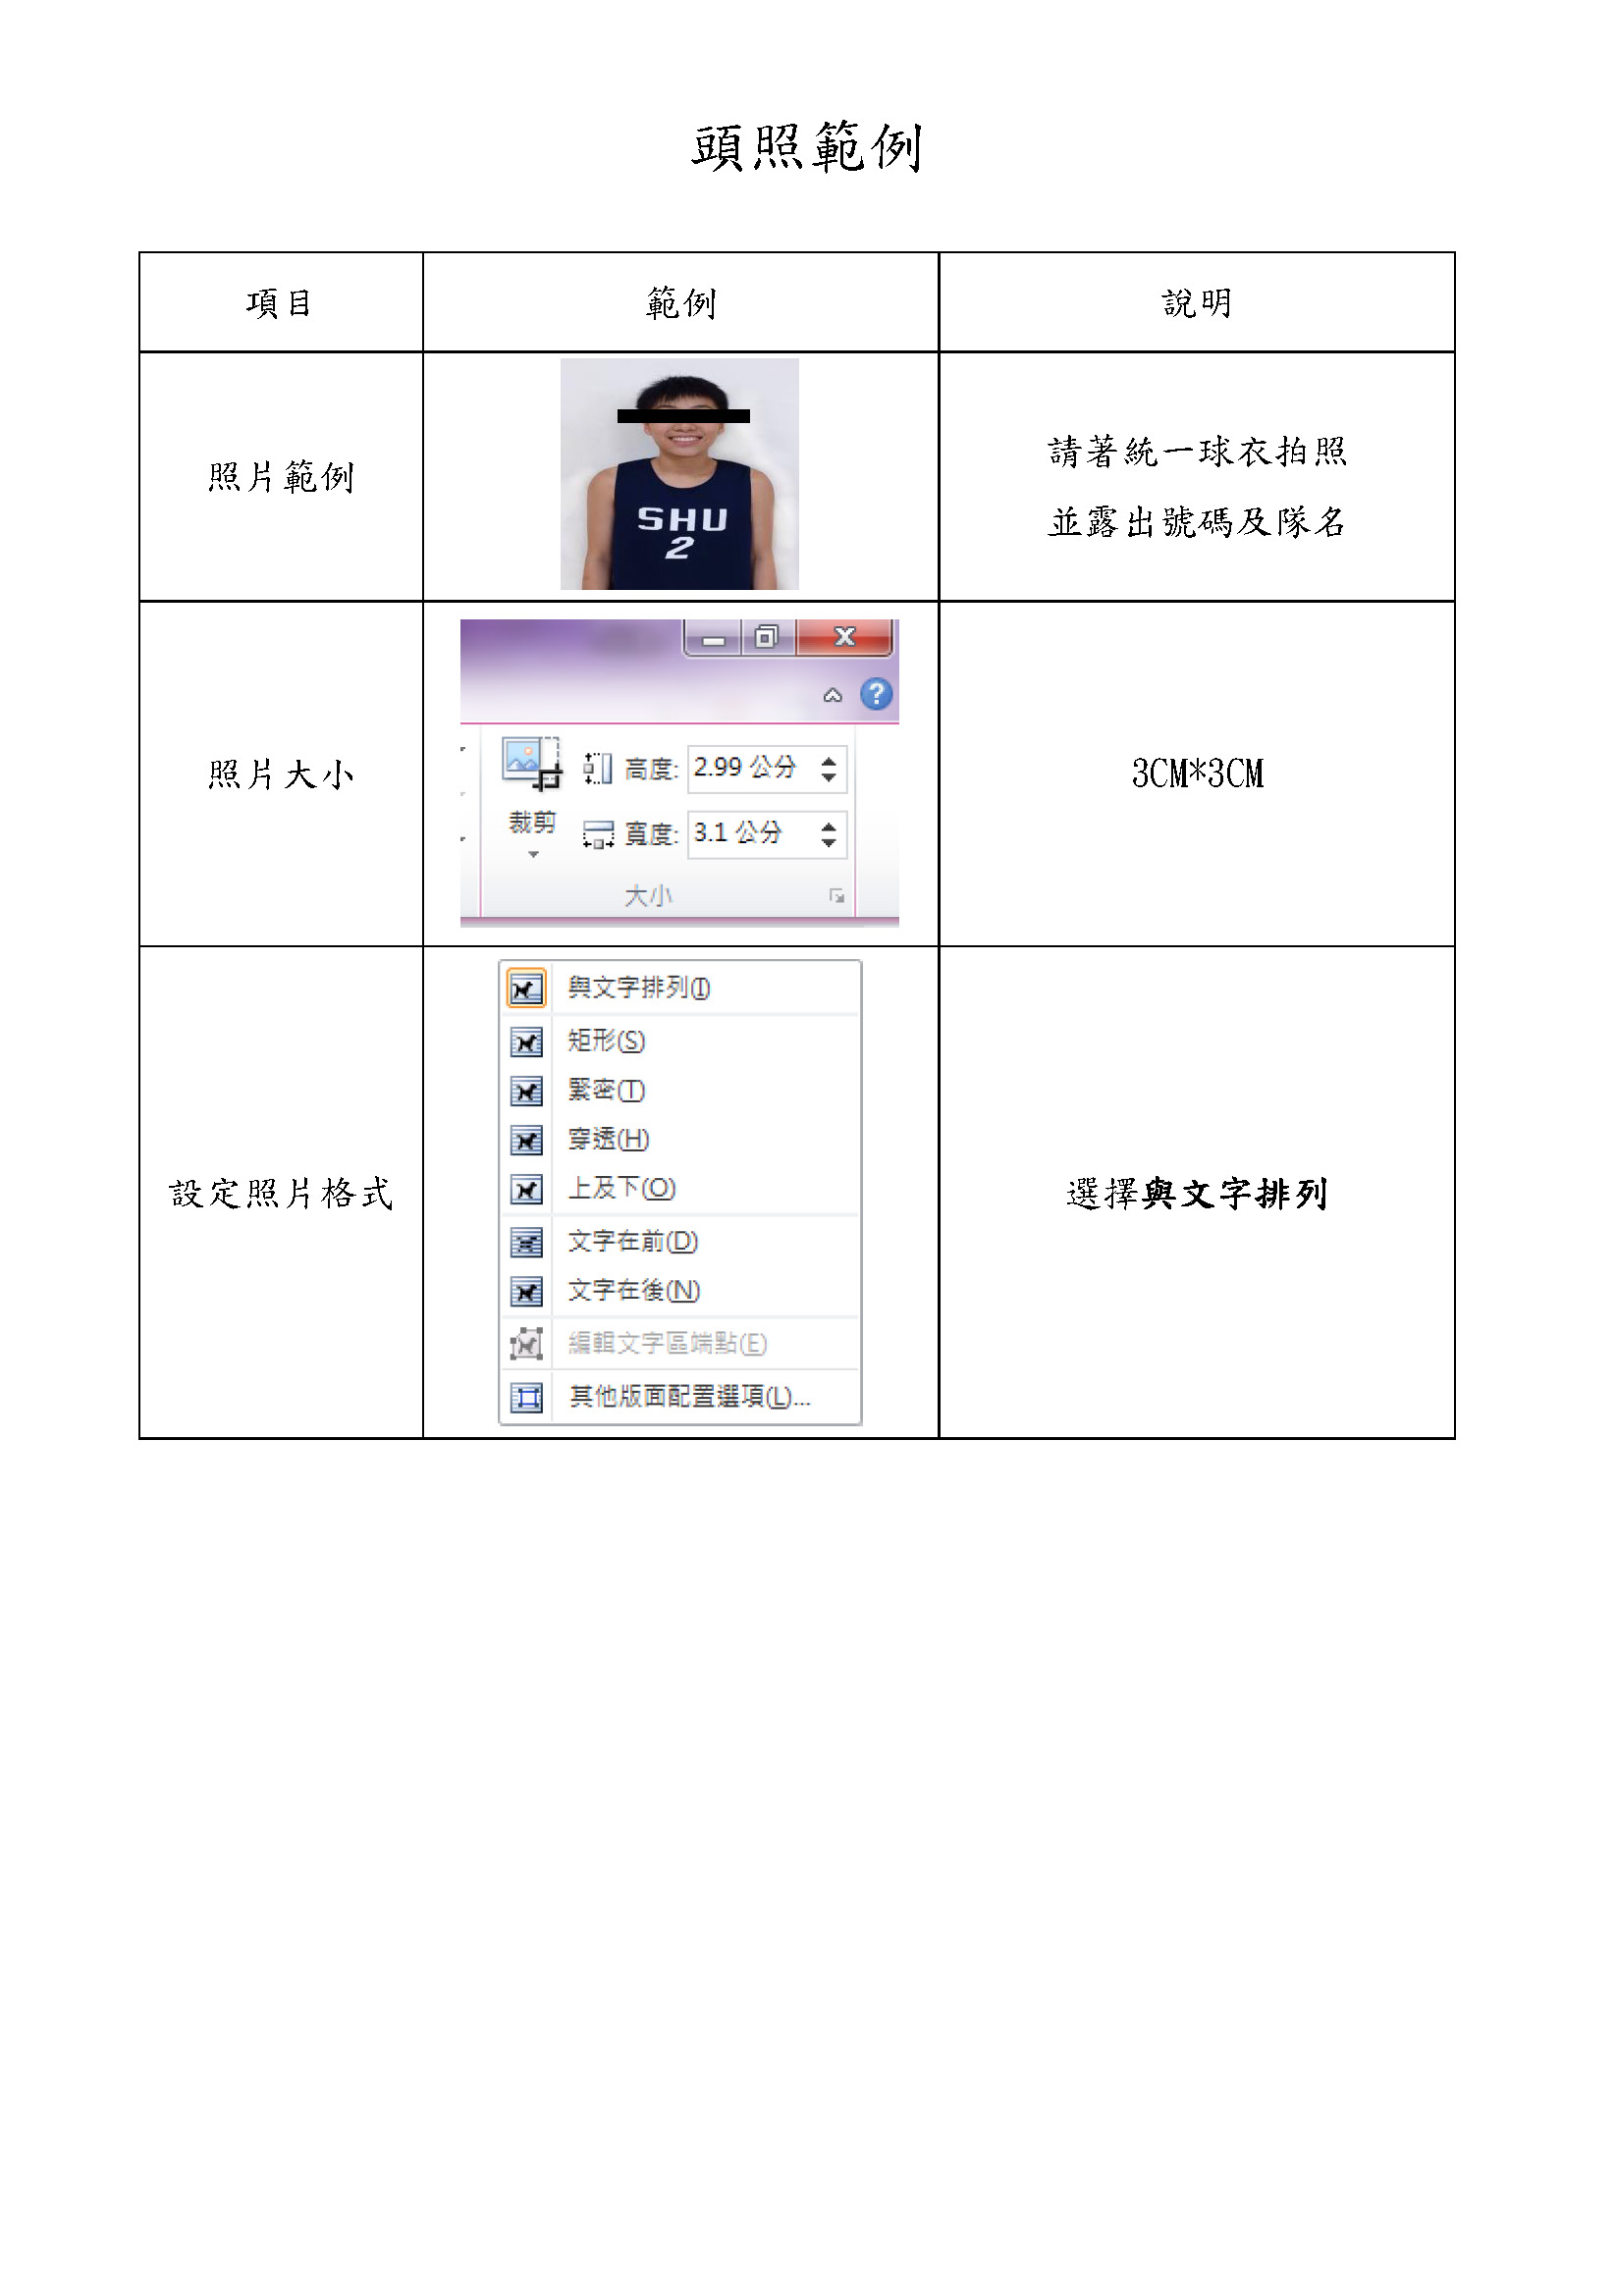 頭照範例
項目 範例 說明
照片範例
SHU
2
請著統一球衣拍照
並露出號碼及隊名
照片大小
高度: 2.99 公分
裁剪
寬度: 3.1 公分
大小
3CM*3CM
設定照片格式
與文字排列(I)
矩形(S)
緊密(T)
穿透(H)
上及下(O)
文字在前(D)
文字在後(N)
編輯文字區端點(E)
其他版面配置選項(L)...
選擇與文字排列